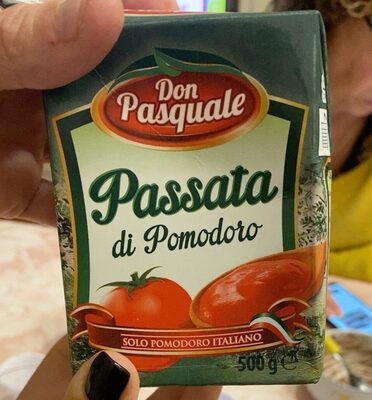 Don
Pasquale
Passata
di Pomodoro
SOLO POMODORO ITALIANO
500 g ℮